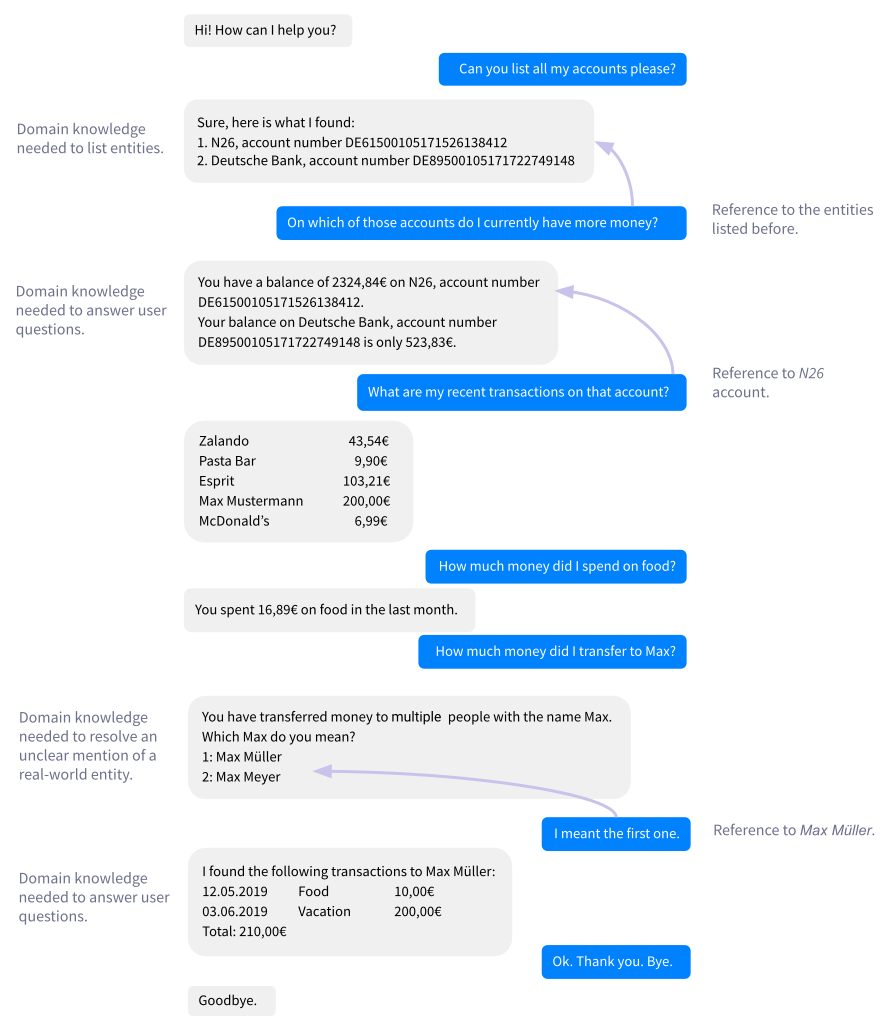 Hi! How can I help you?
Can you list all my accounts please?
Domain knowledge
needed to list entities.
Sure, here is what I found:
1. N26, account number DE61500105171526138412
2. Deutsche Bank, account number DE89500105171722749148
On which of those accounts do I currently have more money?
Reference to the entities
listed before.
Domain knowledge
needed to answer user
questions.
You have a balance of 2324,84€ on N26, account number
DE61500105171526138412.
Your balance on Deutsche Bank, account number
DE89500105171722749148 is only 523,83€.
What are my recent transactions on that account?
Reference to N26
account.
Zalando 43,54€
Pasta Bar 9,90€
Esprit 103,21€
Max Mustermann 200,00€
McDonald's 6,99€
How much money did I spend on food?
You spent 16,89€ on food in the last month.
How much money did I transfer to Max?
Domain knowledge
needed to resolve an
unclear mention of a
real-world entity.
You have transferred money to multiple people with the name Max.
Which Max do you mean?
1: Max Müller
2: Max Meyer
I meant the first one.
Reference to Max Müller.
Domain knowledge
needed to answer user
questions.
I found the following transactions to Max Müller:
12.05.2019 Food 10,00€
03.06.2019 Vacation 200,00€
Total: 210,00€
Ok. Thank you. Bye.
Goodbye.